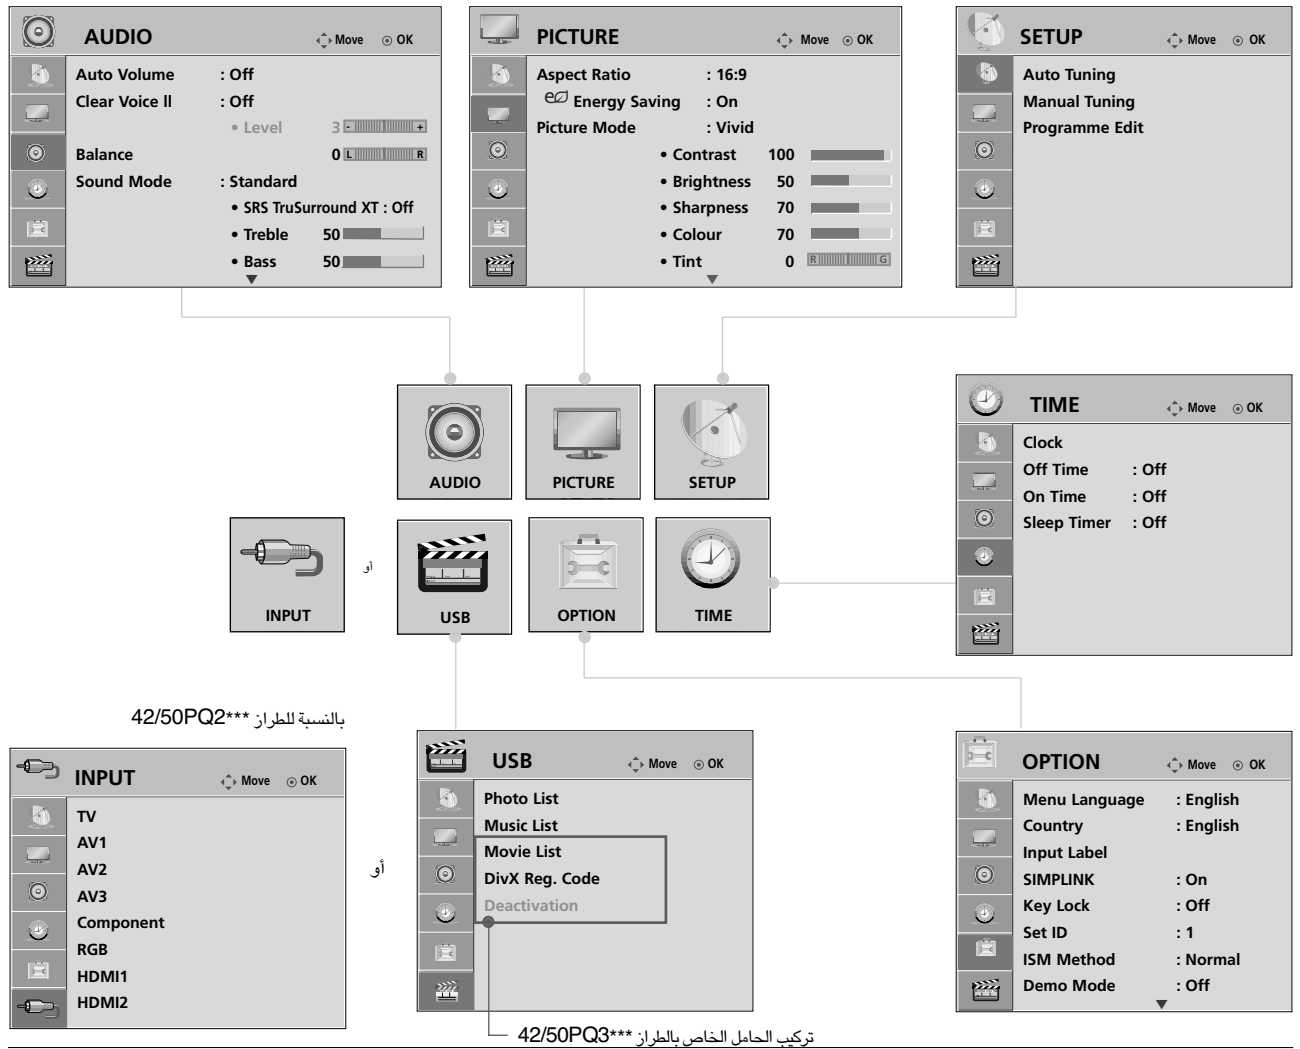 AUDIO Move OK
Auto Volume : Off
Clear Voice ll : Off
• Level 3 - +
Balance 0 L R
Sound Mode : Standard
• SRS TruSurround XT : Off
• Treble 50
• Bass 50
PICTURE Move OK
Aspect Ratio : 16:9
Energy Saving : On
Picture Mode : Vivid
• Contrast 100
• Brightness 50
• Sharpness 70
• Colour 70
• Tint 0 R G
SETUP Move OK
Auto Tuning
Manual Tuning
Programme Edit
AUDIO
PICTURE
SETUP
INPUT
أو
USB
OPTION
TIME
TIME Move OK
Clock
Off Time : Off
On Time : Off
Sleep Timer : Off
بالنسبة للطراز ***42/50PQ2
INPUT Move OK
TV
AV1
AV2
AV3
Component
RGB
HDMI1
HDMI2
أو
USB Move OK
Photo List
Music List
Movie List
DivX Reg. Code
Deactivation
تركيب الحامل الخاص بالطراز ***42/50PQ3
OPTION Move OK
Menu Language : English
Country : English
Input Label
SIMPLINK : On
Key Lock : Off
Set ID : 1
ISM Method : Normal
Demo Mode : Off